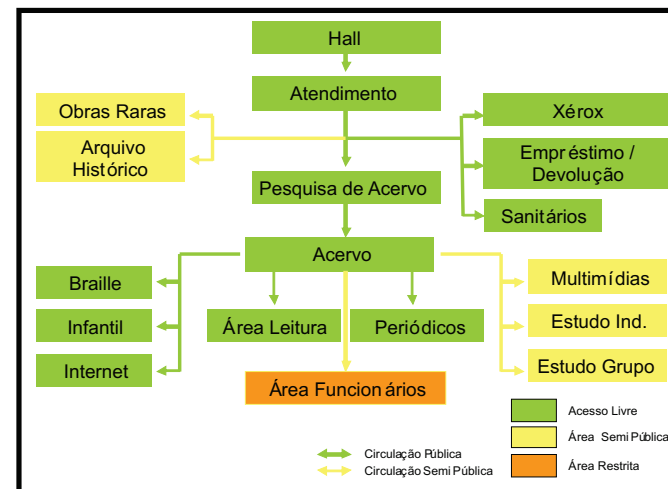 Hall
Atendimento
Obras Raras
Arquivo
Histórico
Xérox
Empréstimo /
Devolução
Sanitários
Pesquisa de Acervo
Acervo
Braille
Infantil
Internet
Área Leitura
Periódicos
Multimídias
Estudo Ind.
Estudo Grupo
Área Funcionários
Circulação Pública
Circulação Semi Pública
Acesso Livre
Área Semi Pública
Área Restrita